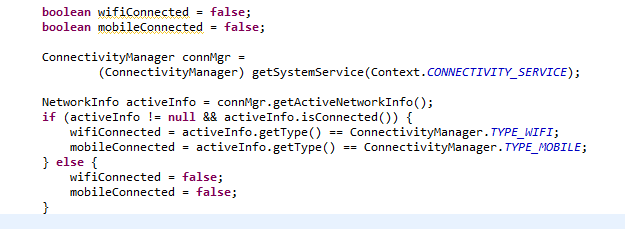 boolean wifiConnected = false;
boolean mobileConnected = false;
ConnectivityManager connMgr =
(ConnectivityManager) getSystemService(Context.CONNECTIVITY_SERVICE);
NetworkInfo activeInfo = connMgr.getActiveNetworkInfo();
if (activeInfo != null && activeInfo.isConnected()) {
wifiConnected = activeInfo.getType() == ConnectivityManager.TYPE_WIFI;
mobileConnected = activeInfo.getType() == ConnectivityManager.TYPE_MOBILE;
} else {
wifiConnected = false;
mobileConnected = false;
}